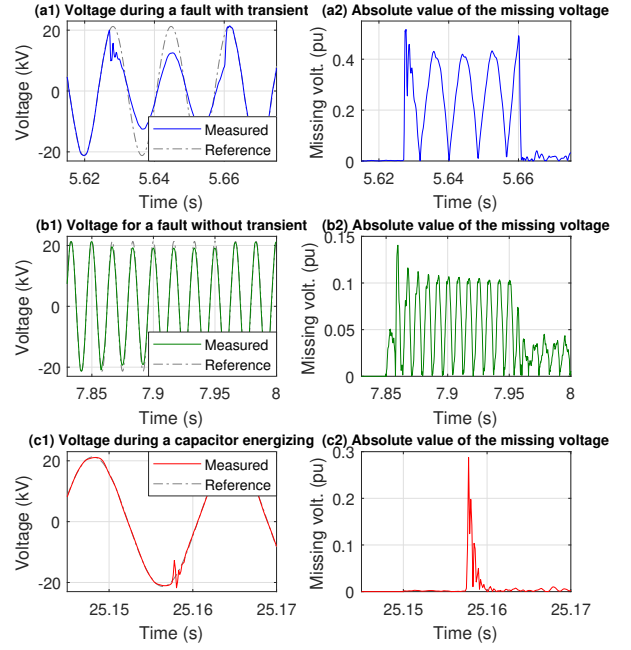 (a1) Voltage during a fault with transient
20
0
-20
Voltage (kV)
Measured
Reference
5.62 5.64 5.66
Time (s)
(a2) Absolute value of the missing voltage
0.4
0.2
0
Missing volt. (pu)
5.62 5.64 5.66
Time (s)
(b1) Voltage for a fault without transient
20
0
-20
Voltage (kV)
Measured
Reference
7.85 7.9 7.95 8
Time (s)
(b2) Absolute value of the missing voltage
0.15
0.1
0.05
0
Missing volt. (pu)
7.85 7.9 7.95 8
Time (s)
(c1) Voltage during a capacitor energizing
20
0
-20
Voltage (kV)
Measured
Reference
25.15 25.16 25.17
Time (s)
(c2) Absolute value of the missing voltage
0.3
0.2
0.1
0
Missing volt. (pu)
25.15 25.16 25.17
Time (s)